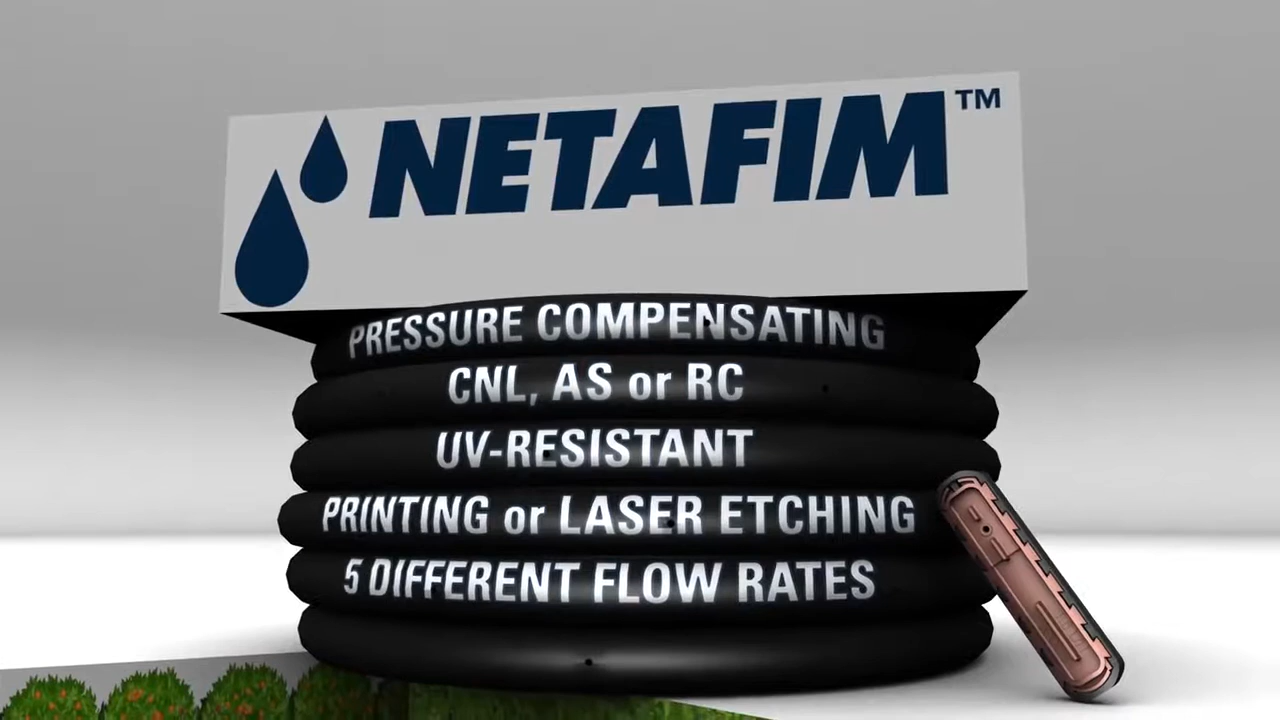 NETAFIM™
PRESSURE COMPENSATING
CNL, AS or RC
UV-RESISTANT
PRINTING or LASER ETCHING
5 DIFFERENT FLOW RATES